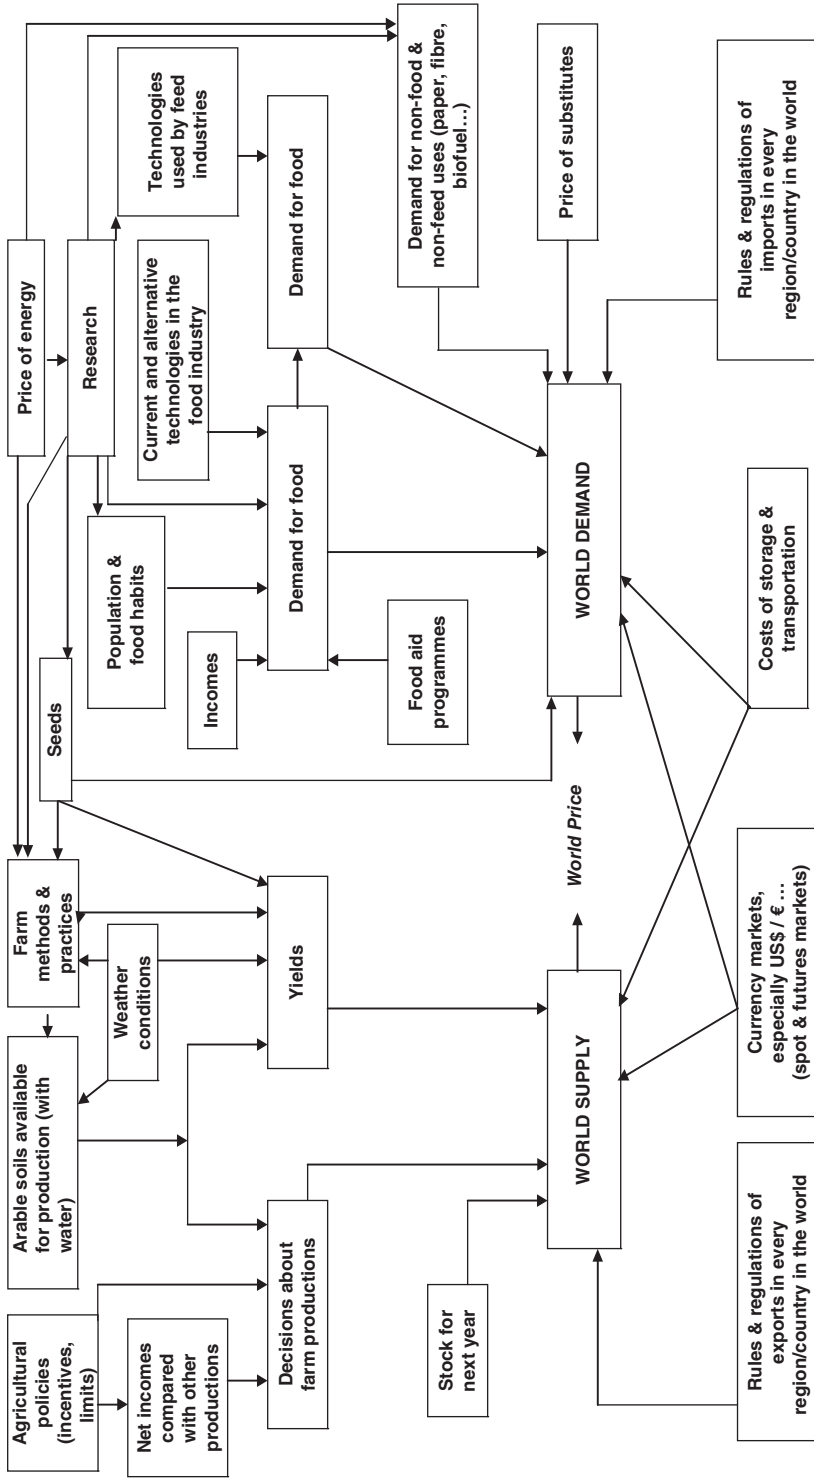 Agricultural
policies
(incentives,
limits)
Arable soils available
for production (with
water)
Farm
methods &
practices
Seeds
Price of energy
Net incomes
compared
with other
productions
Weather
conditions
Population &
food habits
Research
Current and alternative
technologies in the
food industry
Technologies
used by feed
industries
Incomes
Decisions about
farm productions
Yields
Demand for food
Demand for food
Food aid
programmes
Demand for non-food &
non-feed uses (paper, fibre,
biofuel…)
Stock for
next year
WORLD SUPPLY
World Price
WORLD DEMAND
Price of substitutes
Rules & regulations of
exports in every
region/country in the world
Currency markets,
especially US$ / € …
(spot & futures markets)
Costs of storage &
transportation
Rules & regulations of
imports in every
region/country in the world